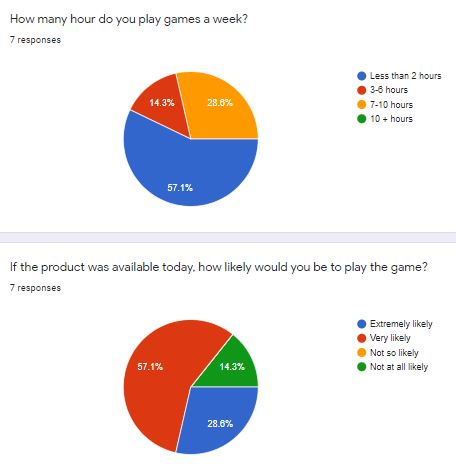 How many hour do you play games a week?
7 responses
Less than 2 hours
3-6 hours
7-10 hours
10 + hours
14.3%
28.6%
57.1%
If the product was available today, how likely would you be to play the game?
7 responses
Extremely likely
Very likely
Not so likely
Not at all likely
57.1%
14.3%
28.6%